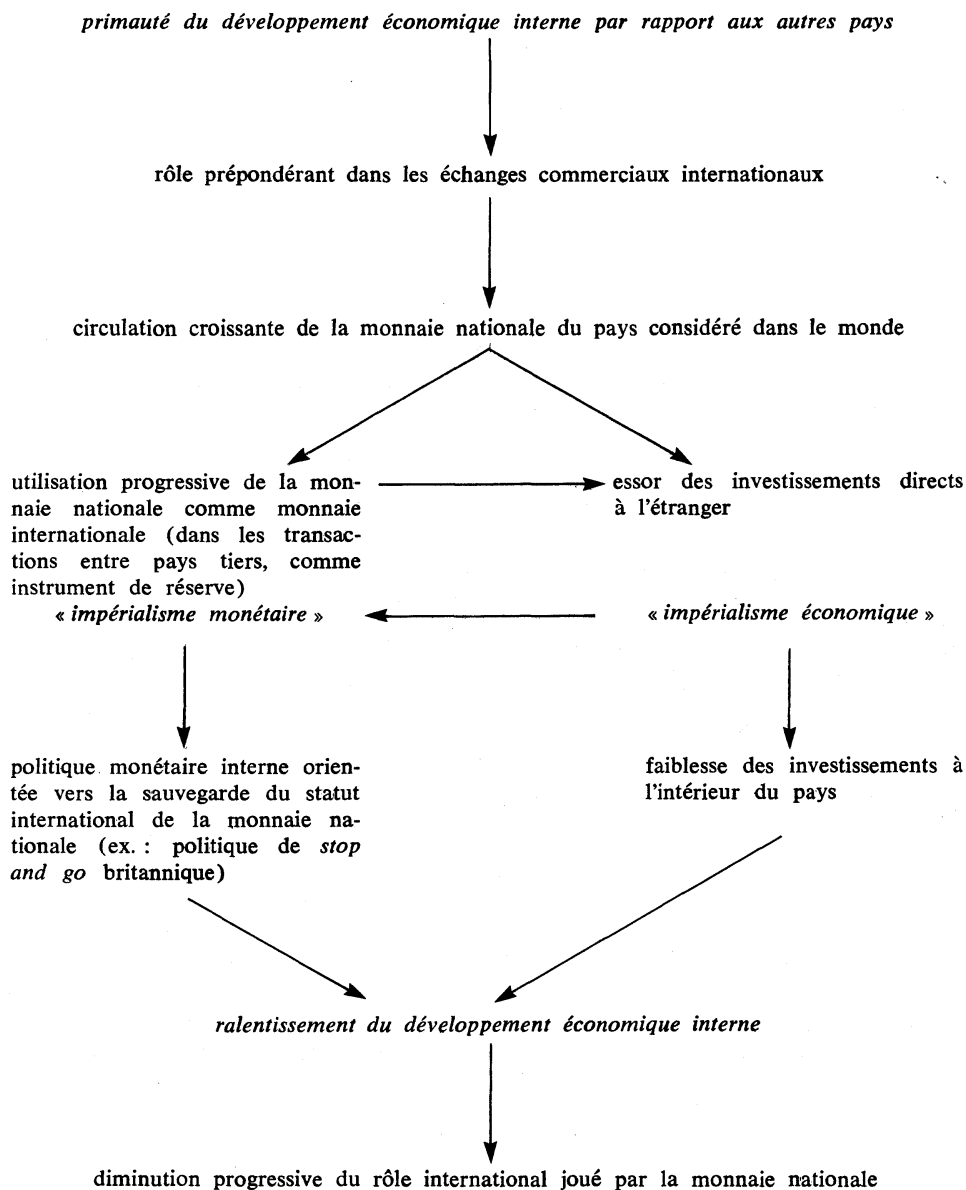 primauté du développement économique interne par rapport aux autres pays
rôle prépondérant dans les échanges commerciaux internationaux
circulation croissante de la monnaie nationale du pays considéré dans le monde
utilisation progressive de la mon-
naie nationale comme monnaie
internationale (dans les transac-
tions entre pays tiers, comme
instrument de réserve)
« impérialisme monétaire »
essor des investissements directs
à l'étranger
« impérialisme économique »
politique monétaire interne orien-
tée vers la sauvegarde du statut
international de la monnaie na-
tionale (ex. : politique de stop
and go britannique)
faiblesse des investissements à
l'intérieur du pays
ralentissement du développement économique interne
diminution progressive du rôle international joué par la monnaie nationale